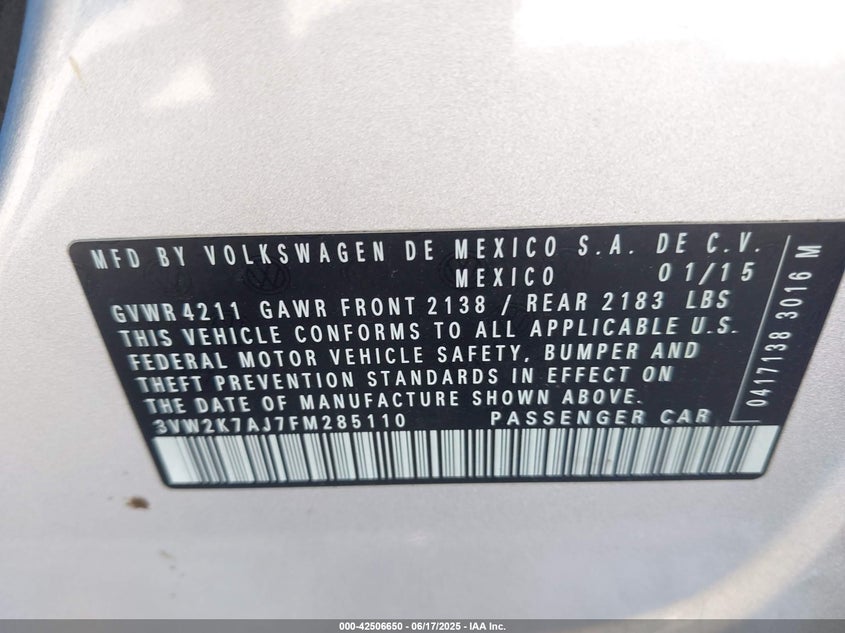 MFD BY VOLKSWAGEN DE MEXICO S.A. DE C.V.
MEXICO 01/15
GVWR 4211 GAWR FRONT 2138 / REAR 2183 LBS
THIS VEHICLE CONFORMS TO ALL APPLICABLE U.S.
FEDERAL MOTOR VEHICLE SAFETY, BUMPER AND
THEFT PREVENTION STANDARDS IN EFFECT ON
THE DATE OF MANUFACTURE SHOWN ABOVE.
3VW2K7AJ7FM285110 PASSENGER CAR
0417138 3016 M
000-42506650 / 06/17/2025 - IAA Inc.